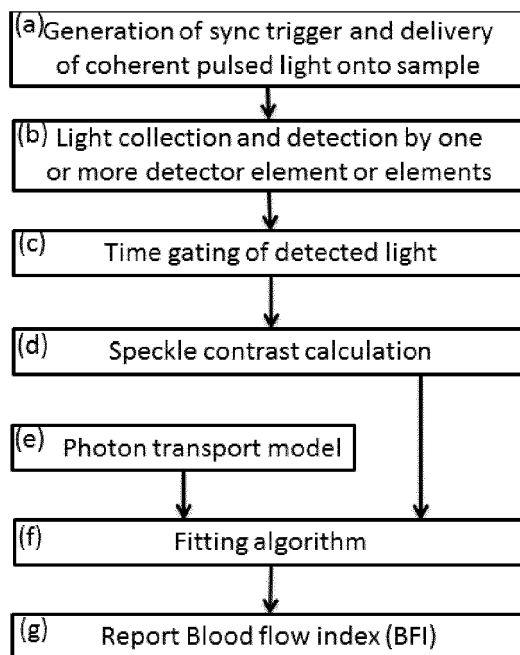 (a) Generation of sync trigger and delivery
of coherent pulsed light onto sample
(b) Light collection and detection by one
or more detector element or elements
(c) Time gating of detected light
(d) Speckle contrast calculation
(e) Photon transport model
(f) Fitting algorithm
(g) Report Blood flow index (BFI)